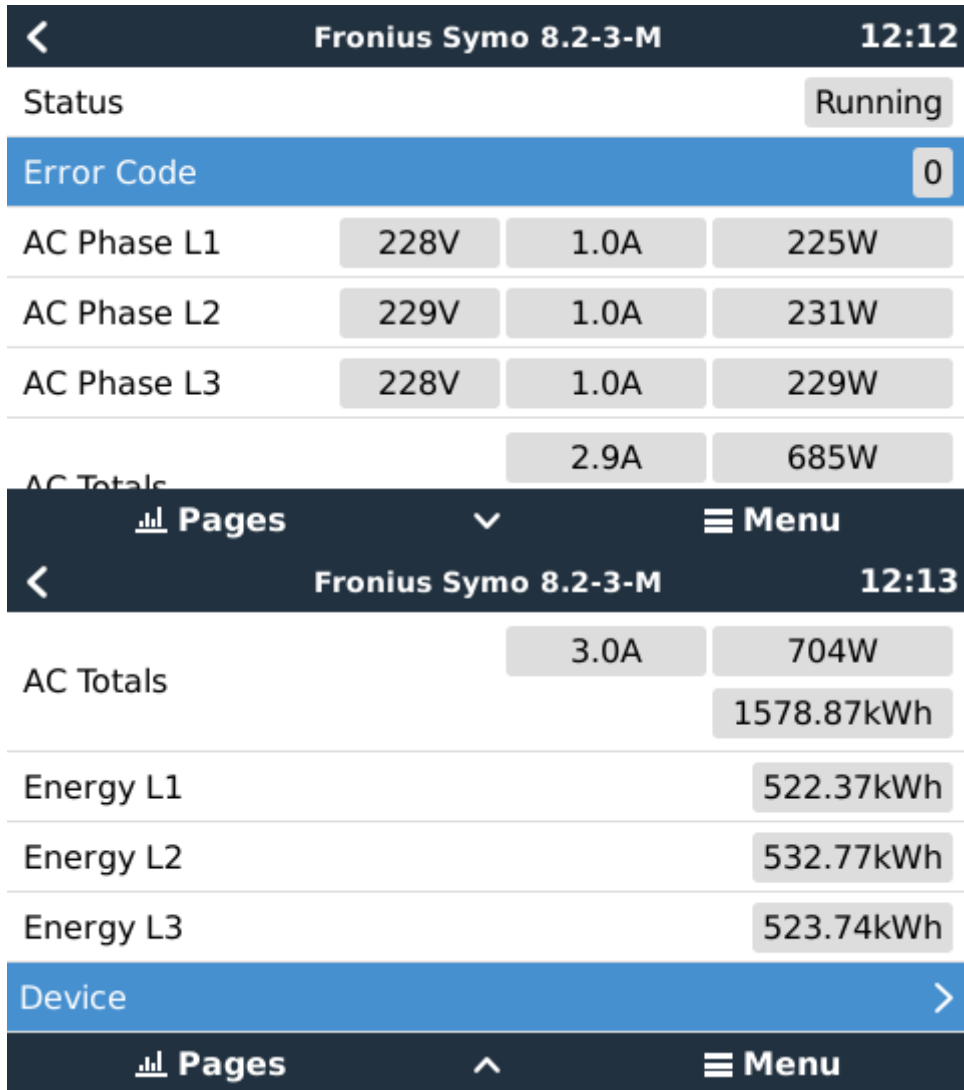 Fronius Symo 8.2-3-M 12:12
Status Running
Error Code 0
AC Phase L1 228V 1.0A 225W
AC Phase L2 229V 1.0A 231W
AC Phase L3 228V 1.0A 229W
AC Totals 2.9A 685W
Pages Menu
Fronius Symo 8.2-3-M 12:13
AC Totals 3.0A 704W
1578.87kWh
Energy L1 522.37kWh
Energy L2 532.77kWh
Energy L3 523.74kWh
Device
Pages Menu